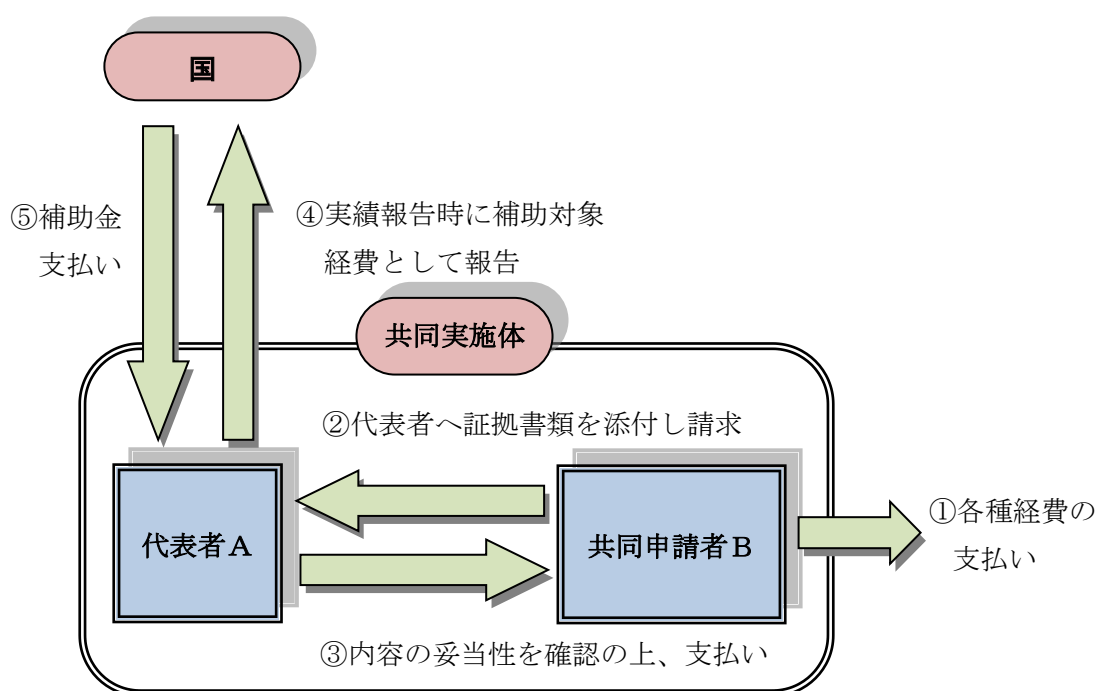 国
⑤補助金
支払い
④実績報告時に補助対象
経費として報告
共同実施体
②代表者へ証拠書類を添付し請求
代表者A
共同申請者B
①各種経費の
支払い
③内容の妥当性を確認の上、支払い